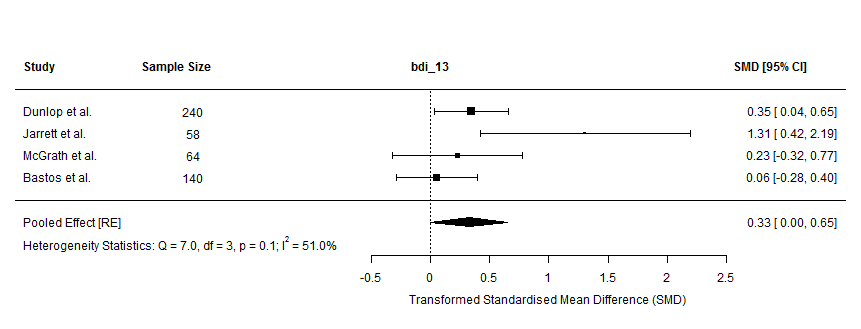 Study Sample Size bdi_13 SMD [95% CI]
Dunlop et al. 240 0.35 [ 0.04, 0.65]
Jarrett et al. 58 1.31 [ 0.42, 2.19]
McGrath et al. 64 0.23 [-0.32, 0.77]
Bastos et al. 140 0.06 [-0.28, 0.40]
Pooled Effect [RE] 0.33 [ 0.00, 0.65]
Heterogeneity Statistics: Q = 7.0, df = 3, p = 0.1; I² = 51.0%
-0.5 0 0.5 1 1.5 2 2.5
Transformed Standardised Mean Difference (SMD)